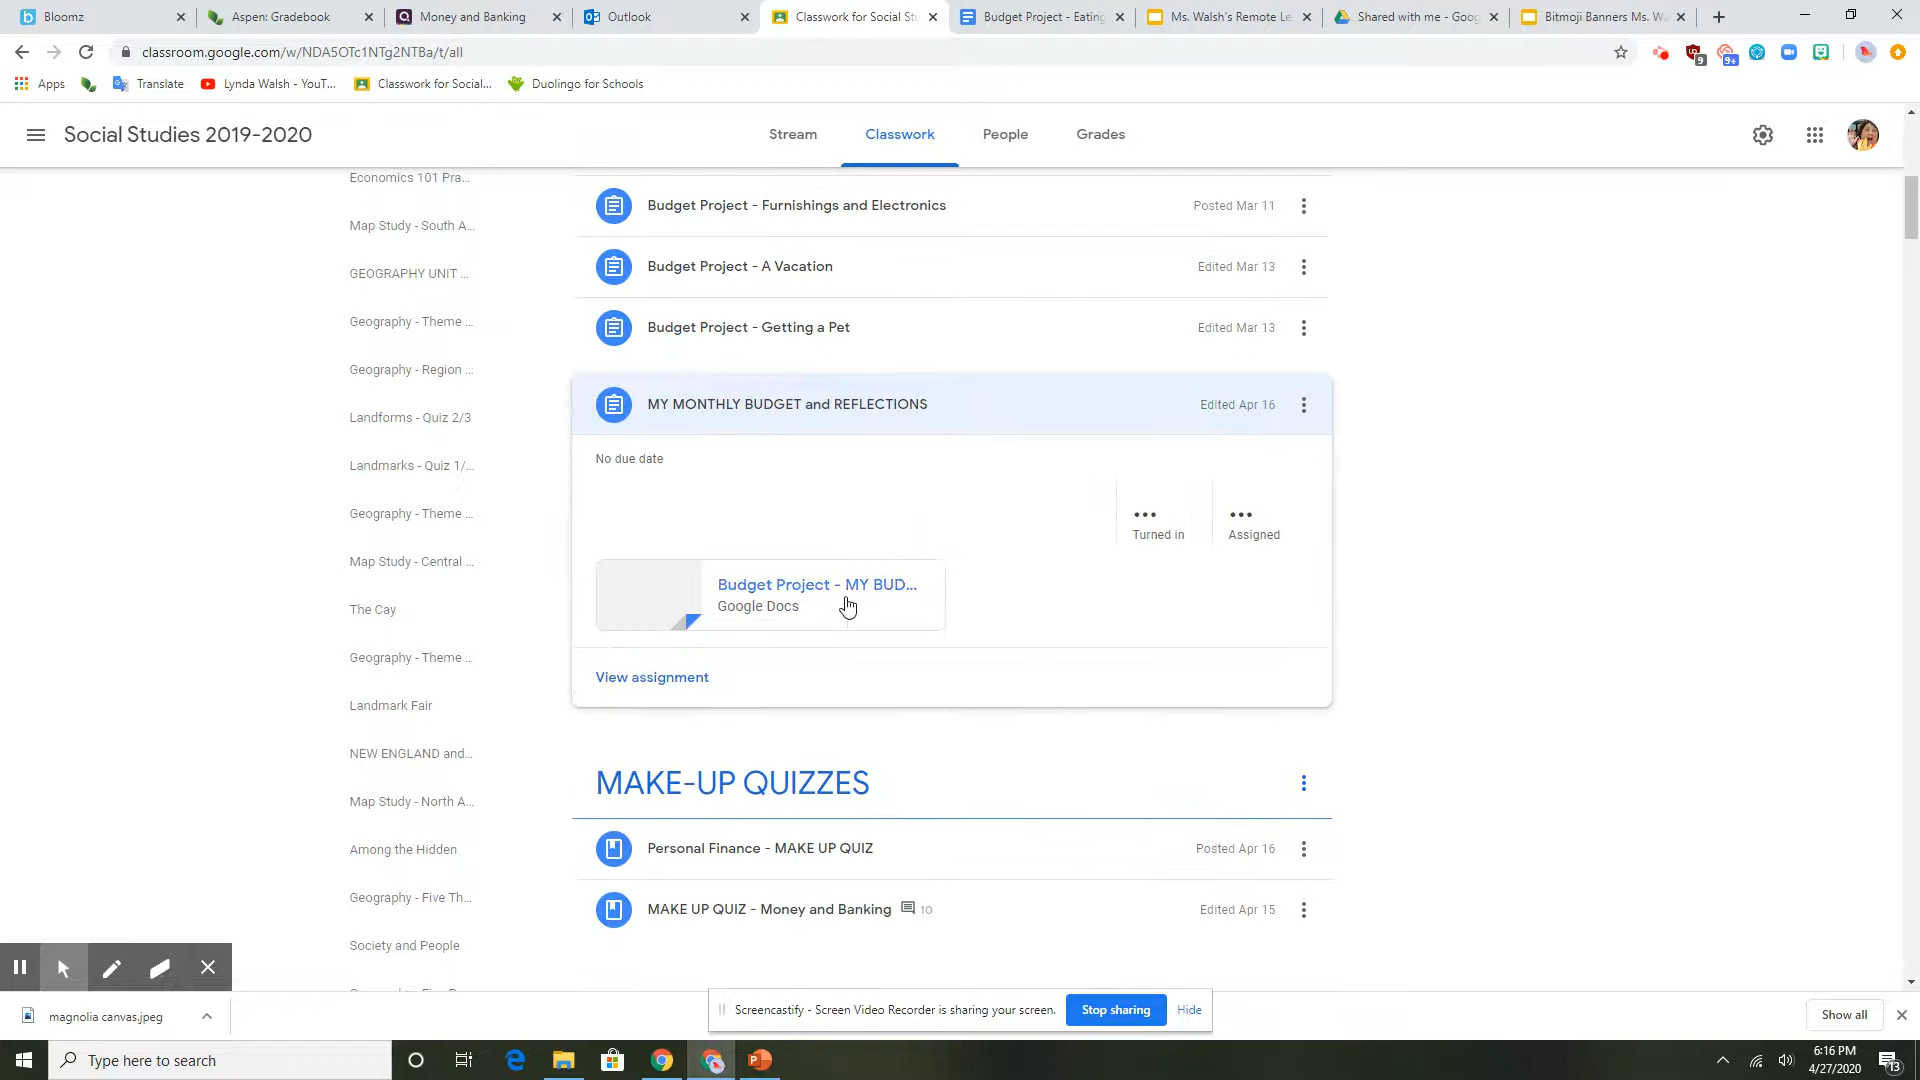 Bloomz
Aspen: Gradebook
Money and Banking
Outlook
Classwork for Social Stu
Budget Project - Eating
Ms. Walsh's Remote Le
Shared with me - Goog
Bitmoji Banners Ms. W
classroom.google.com/w/NDA5OTc1NTg2NTBa/t/all
9
9+
Apps
Translate
Lynda Walsh - YouT...
Classwork for Social...
Duolingo for Schools
Social Studies 2019-2020
Stream
Classwork
People
Grades
Economics 101 Pra...
Map Study - South A...
GEOGRAPHY UNIT ...
Geography - Theme ...
Geography - Region ...
Landforms - Quiz 2/3
Landmarks - Quiz 1/...
Geography - Theme ...
Map Study - Central ...
The Cay
Geography - Theme ...
Landmark Fair
NEW ENGLAND and...
Map Study - North A...
Among the Hidden
Geography - Five Th...
Society and People
Budget Project - Furnishings and Electronics
Posted Mar 11
Budget Project - A Vacation
Edited Mar 13
Budget Project - Getting a Pet
Edited Mar 13
MY MONTHLY BUDGET and REFLECTIONS
Edited Apr 16
No due date
Turned in
Assigned
Budget Project - MY BUD...
Google Docs
View assignment
MAKE-UP QUIZZES
Personal Finance - MAKE UP QUIZ
Posted Apr 16
MAKE UP QUIZ - Money and Banking
10
Edited Apr 15
magnolia canvas.jpeg
Screencastify - Screen Video Recorder is sharing your screen.
Stop sharing
Hide
Show all
Type here to search
6:16 PM
4/27/2020
13